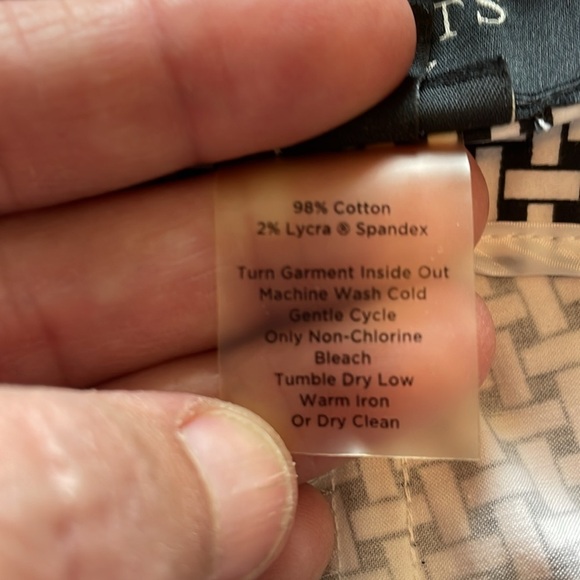 TS
98% Cotton
2% Lycra ® Spandex
Turn Garment Inside Out
Machine Wash Cold
Gentle Cycle
Only Non-Chlorine
Bleach
Tumble Dry Low
Warm Iron
Or Dry Clean